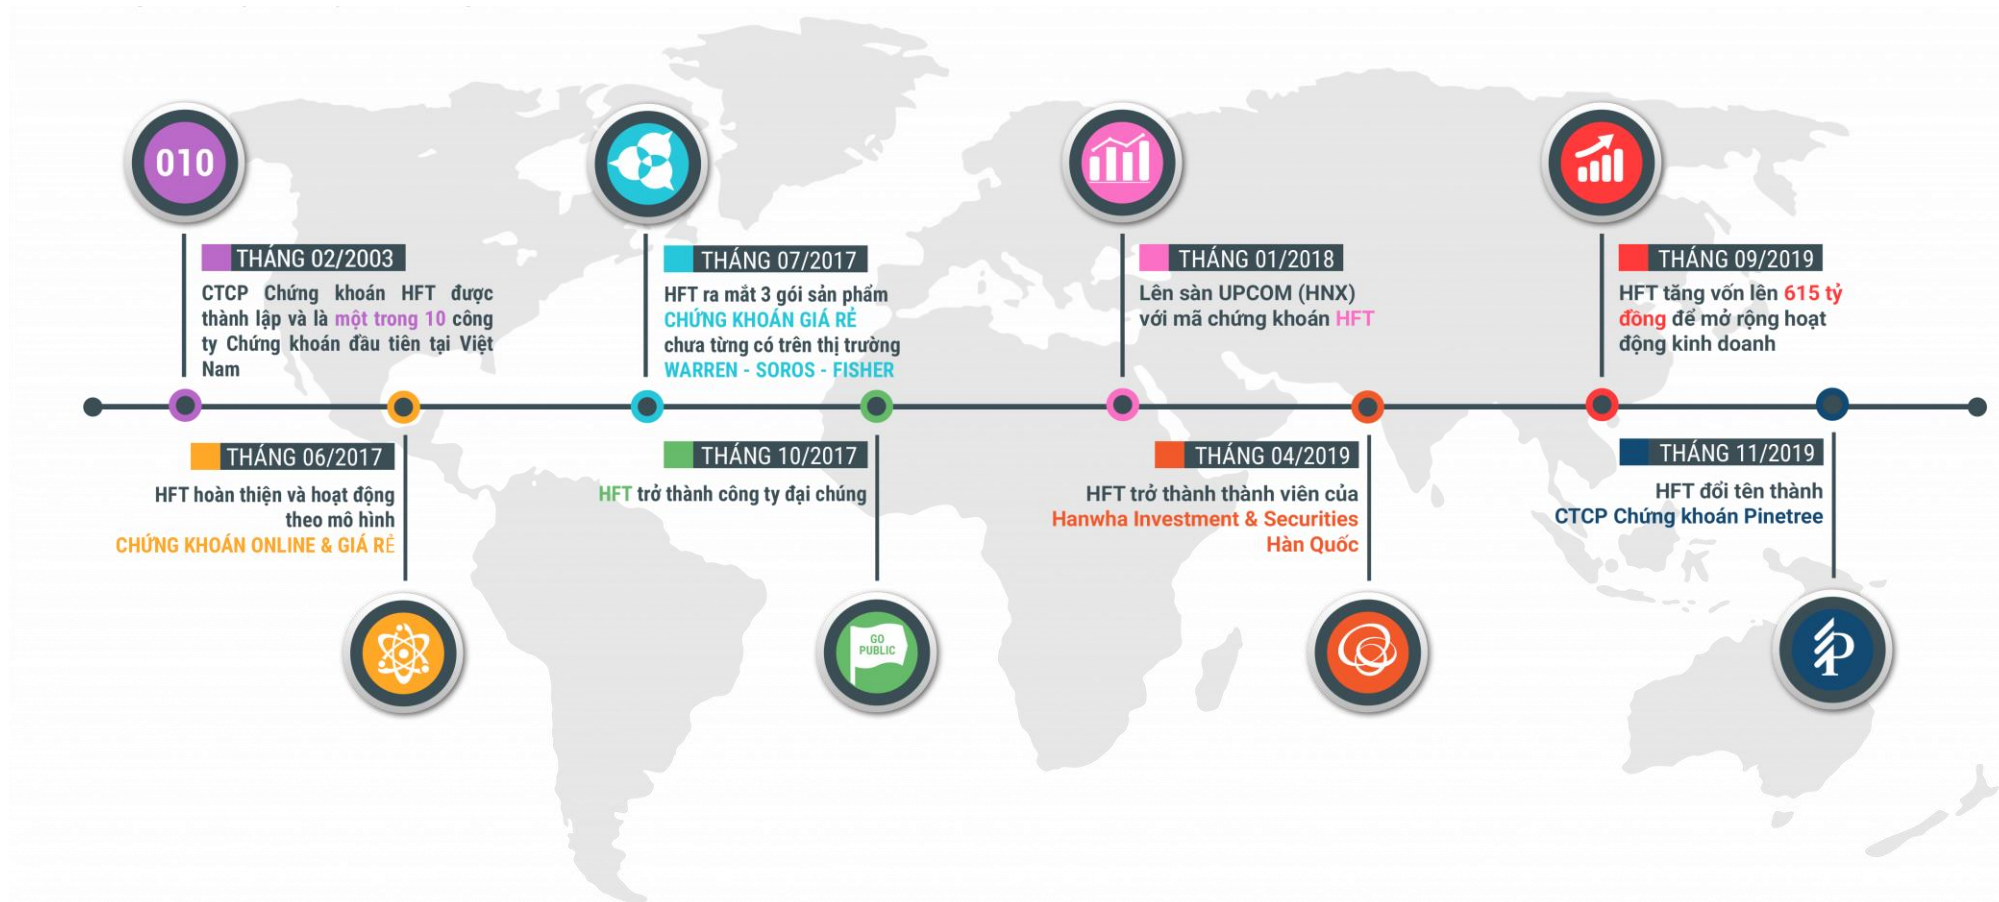 010
THÁNG 02/2003
CTCP Chứng khoán HFT được
thành lập và là một trong 10 công
ty Chứng khoán đầu tiên tại Việt
Nam
THÁNG 06/2017
HFT hoàn thiện và hoạt động
theo mô hình
CHỨNG KHOÁN ONLINE & GIÁ RẺ
THÁNG 07/2017
HFT ra mắt 3 gói sản phẩm
CHỨNG KHOÁN GIÁ RẺ
chưa từng có trên thị trường
WARREN - SOROS - FISHER
THÁNG 10/2017
HFT trở thành công ty đại chúng
GO
PUBLIC
THÁNG 01/2018
Lên sàn UPCOM (HNX)
với mã chứng khoán HFT
THÁNG 04/2019
HFT trở thành thành viên của
Hanwha Investment & Securities
Hàn Quốc
THÁNG 09/2019
HFT tăng vốn lên 615 tỷ
đồng để mở rộng hoạt
động kinh doanh
THÁNG 11/2019
HFT đổi tên thành
CTCP Chứng khoán Pinetree